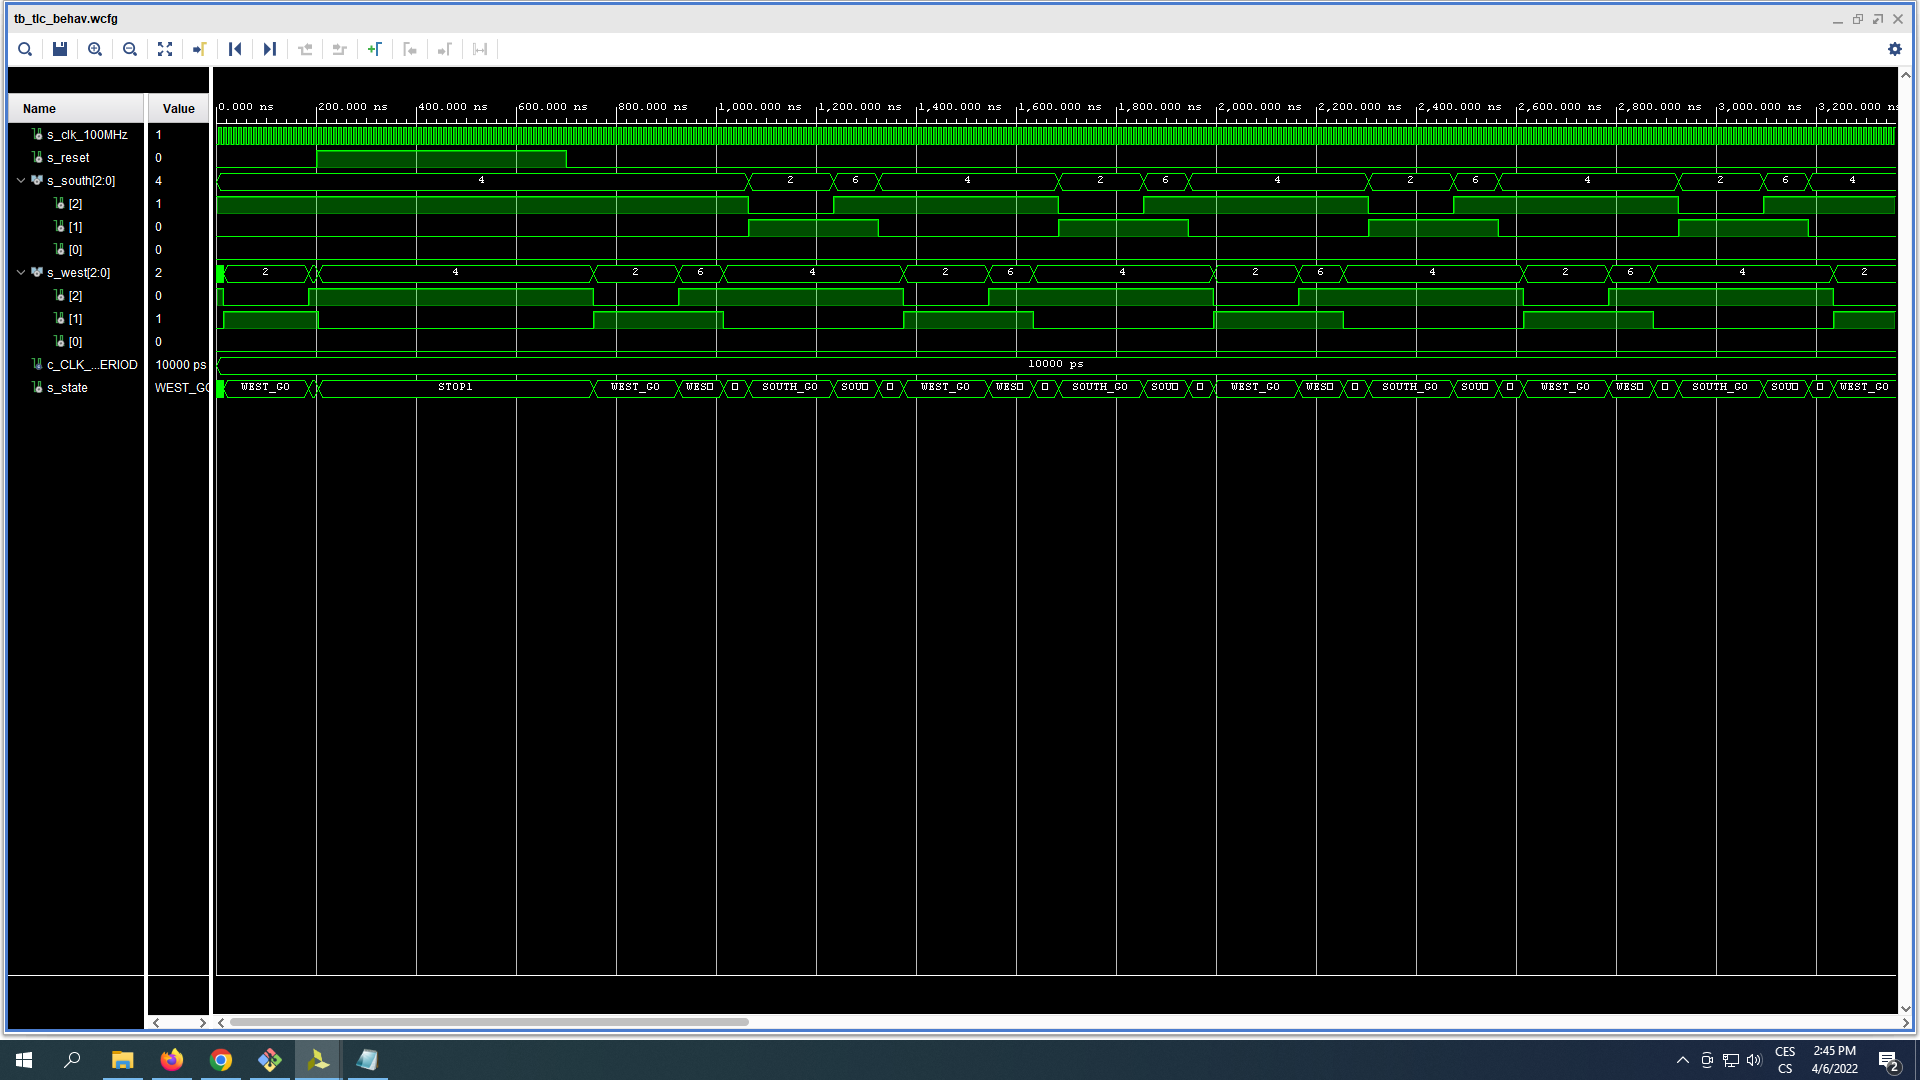 tb_tlc_behav.wcfg
Name Value
0.000 ns 200.000 ns 400.000 ns 600.000 ns 800.000 ns 1,000.000 ns 1,200.000 ns 1,400.000 ns 1,600.000 ns 1,800.000 ns 2,000.000 ns 2,200.000 ns 2,400.000 ns 2,600.000 ns 2,800.000 ns 3,000.000 ns 3,200.000 ns
s_clk_100MHz 1
s_reset 0
s_south[2:0] 4 4 2 6 4 2 6 4 2 6 4 2 6 4
[2] 1
[1] 0
[0] 0
s_west[2:0] 2 2 4 2 6 4 2 6 4 2 6 4 2 6 4 2
[2] 0
[1] 1
[0] 0
c_CLK_...ERIOD 10000 ps 10000 ps
s_state WEST_GO WEST_GO STOP1 WEST_GO WES SOUTH_GO SOU WEST_GO WES SOUTH_GO SOU WEST_GO WES SOUTH_GO SOU WEST_GO WES SOUTH_GO SOU WEST_GO
CES 2:45 PM
CS 4/6/2022 2